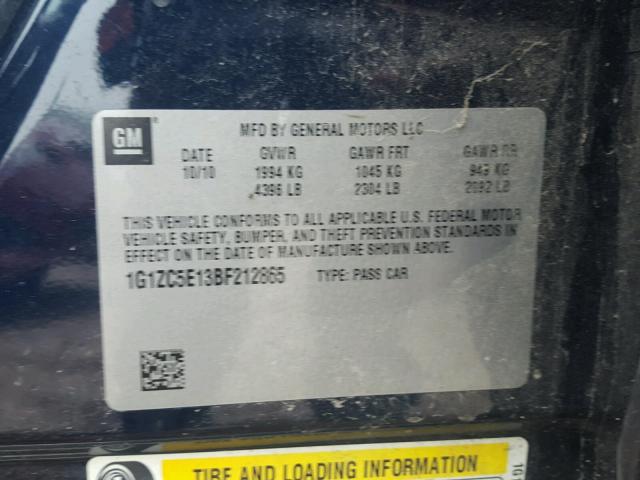 GM
MFD BY GENERAL MOTORS LLC
DATE GVWR GAWR FRT GAWR RR
10/10 1994 KG 1045 KG 949 KG
4396 LB 2304 LB 2092 LB
THIS VEHICLE CONFORMS TO ALL APPLICABLE U.S. FEDERAL MOTOR
VEHICLE SAFETY, BUMPER, AND THEFT PREVENTION STANDARDS IN
EFFECT ON THE DATE OF MANUFACTURE SHOWN ABOVE.
1G1ZC5E13BF212865 TYPE: PASS CAR
TIRE AND LOADING INFORMATION
1G